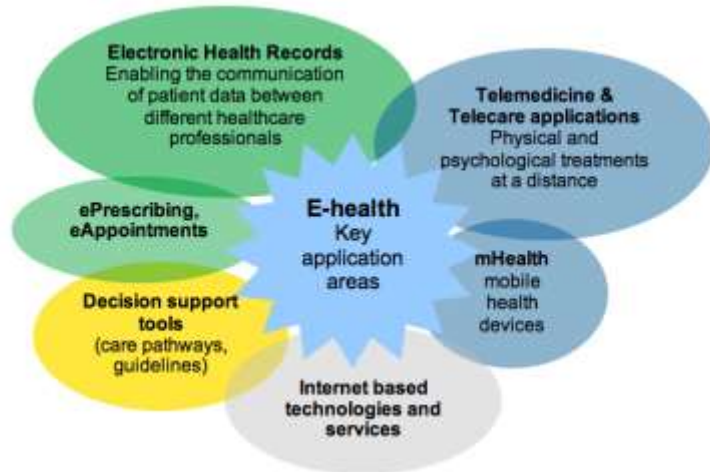 Electronic Health Records
Enabling the communication
of patient data between
different healthcare
professionals
Telemedicine &
Telecare applications
Physical and
psychological treatments
at a distance
ePrescribing,
eAppointments
E-health
Key
application
areas
mHealth
mobile
health
devices
Decision support
tools
(care pathways,
guidelines)
Internet based
technologies and
services